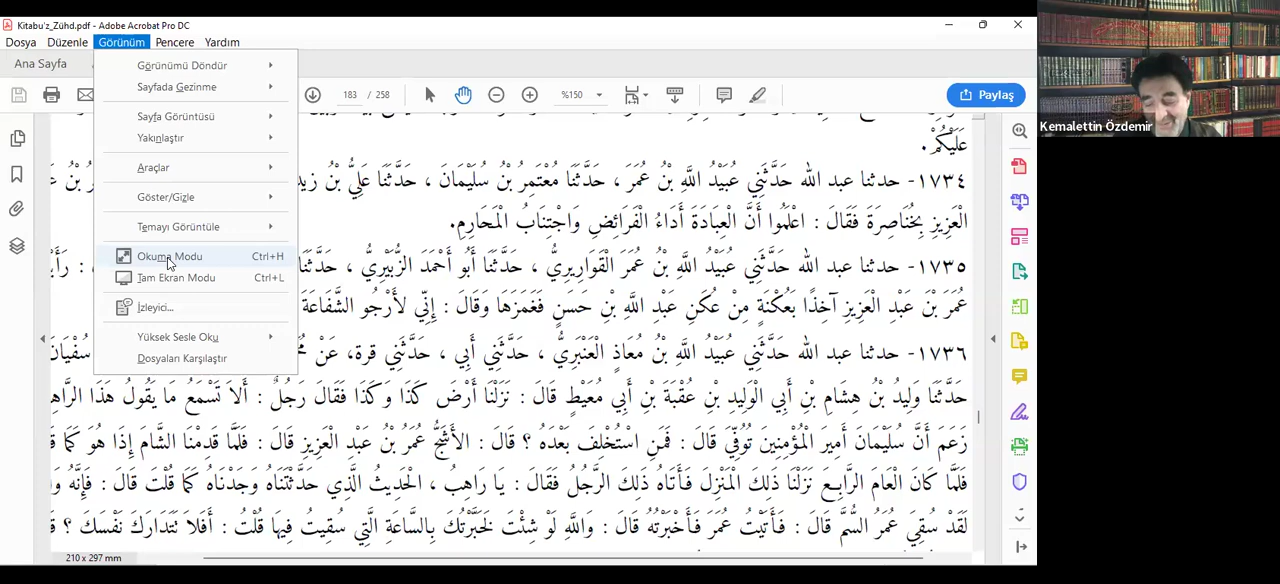 Kitabu'z_Zühd.pdf - Adobe Acrobat Pro DC
Dosya Düzenle Görünüm Pencere Yardım
Ana Sayfa
183 / 258 %150 Paylaş
Görünümü Döndür
Sayfada Gezinme
Sayfa Görüntüsü
Yakınlaştır
Araçlar
Göster/Gizle
Temayı Görüntüle
Okuma Modu Ctrl+H
Tam Ekran Modu Ctrl+L
İzleyici...
Yüksek Sesle Oku
Dosyaları Karşılaştır
Kemalettin Özdemir
عَلَيْكُمْ.
١٧٣٤- حدثنا عبد الله حَدَّثَنِي عُبَيْدُ اللَّهِ بْنُ عُمَرَ ، حَدَّثَنَا مُعْتَمِرُ بْنُ سُلَيْمَانَ ، حَدَّثَنَا عَلِيُّ بْنُ
الْعَزِيزِ بِخُنَاصِرَةَ فَقَالَ : اعْلَمُوا أَنَّ الْعِبَادَةَ أَدَاءُ الْفَرَائِضِ وَاجْتِنَابُ الْمَحَارِمِ.
١٧٣٥- حدثنا عبد الله حَدَّثَنِي عُبَيْدُ اللَّهِ بْنُ عُمَرَ الْقَوَارِيرِيُّ ، حَدَّثَنَا أَبُو أَحْمَدَ الزُّبَيْرِيُّ ،
عُمَرَ بْنَ عَبْدِ الْعَزِيزِ آخِذًا بَعُكْنَةٍ مِنْ عُكَنِ عَبْدِ اللَّهِ بْنِ حَسَنٍ فَغَمَزَهَا وَقَالَ : إِنِّي لأَرْجُو الشَّفَاعَةَ
١٧٣٦- حدثنا عبد الله حَدَّثَنِي عُبَيْدُ اللَّهِ بْنُ مُعَاذٍ الْعَنْبَرِيُّ ، حَدَّثَنِي أَبِي ، حَدَّثَنِي قرة، عَنْ سُفْيَانَ
حَدَّثَنَا وَلِيدُ بْنُ هِشَامِ بْنِ أَبِي الْوَلِيدِ بْنِ عُقْبَةَ بْنِ أَبِي مُعَيْطٍ قَالَ : نَزَلْنَا أَرْضَ كَذَا وَكَذَا فَقَالَ رَجُلٌ : أَلاَ تَسْمَعُ مَا يَقُولُ هَذَا
زَعَمَ أَنَّ سُلَيْمَانَ أَمِيرَ الْمُؤْمِنِينَ تُوُفِّيَ قَالَ : فَمَنِ اسْتُخْلِفَ بَعْدَهُ ؟ قَالَ : الأَشَجُّ عُمَرُ بْنُ عَبْدِ الْعَزِيزِ قَالَ : فَلَمَّا قَدِمْنَا الشَّامَ إِذَا هُوَ كَمَا
فَلَمَّا كَانَ الْعَامَ الرَّابِعَ نَزَلْنَا ذَلِكَ الْمَنْزِلَ فَأَتَاهُ ذَلِكَ الرَّجُلُ فَقَالَ : يَا رَاهِبُ ، الْحَدِيثُ الَّذِي حَدَّثْتَنَاهُ وَجَدْنَاهُ كَمَا قُلْتَ قَالَ : فَإِنَّهُ
لَقَدْ سُقِيَ عُمَرُ السُّمَّ قَالَ : فَأَتَيْتُ عُمَرَ فَأَخْبَرْتُهُ قَالَ : وَاللَّهِ لَوْ شِئْتَ لَخَبَّرْتُكَ بِالسَّاعَةِ الَّتِي سُقِيتُ فِيهَا قُلْتُ : أَفَلاَ تَتَدَارَكُ نَفْسَكَ ؟
210 x 297 mm